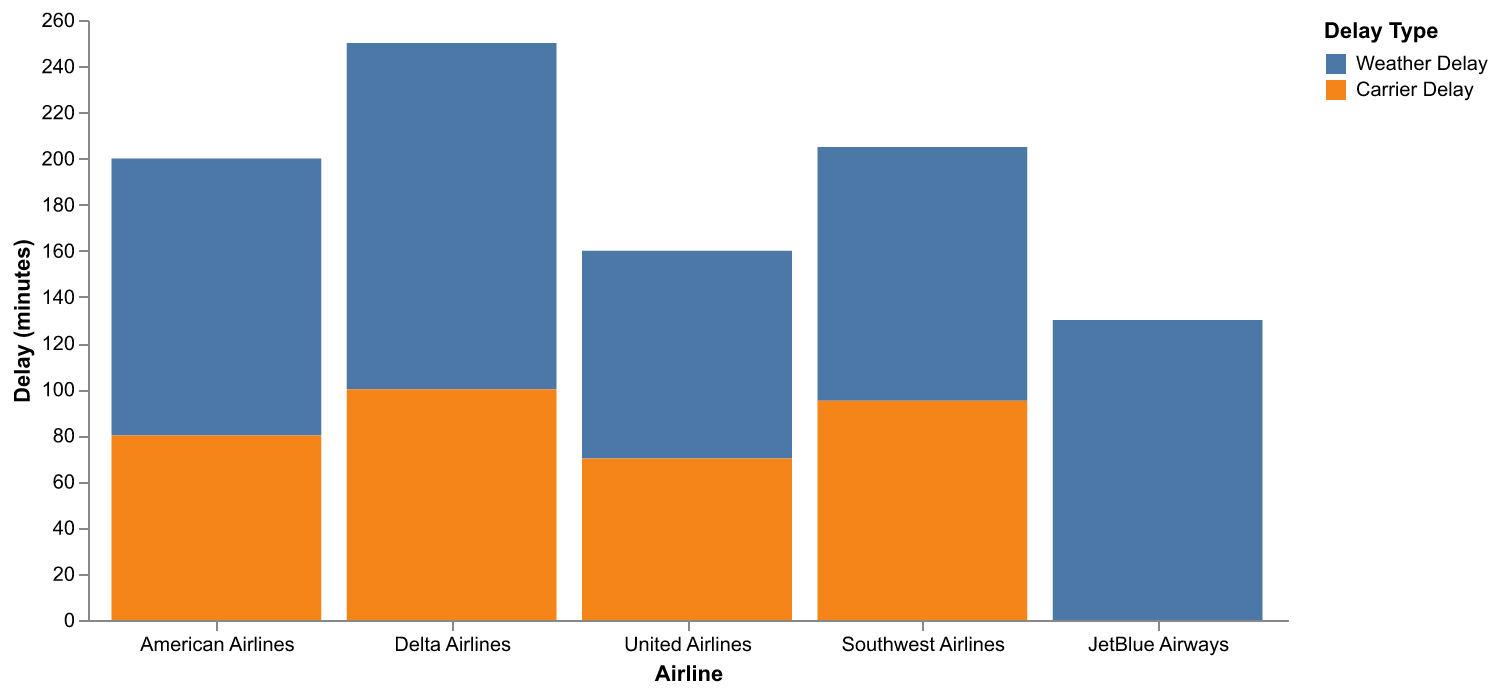 260
240
220
200
180
160
140
120
100
80
60
40
20
0
Delay (minutes)
American Airlines
Delta Airlines
United Airlines
Southwest Airlines
JetBlue Airways
Airline
Delay Type
Weather Delay
Carrier Delay